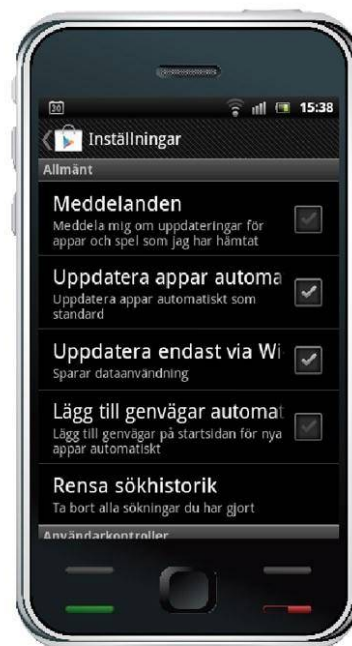 30
15:38
Inställningar
Allmänt
Meddelanden
Meddela mig om uppdateringar för
appar och spel som jag har hämtat
Uppdatera appar automa
Uppdatera appar automatiskt som
standard
Uppdatera endast via Wi
Sparar dataanvändning
Lägg till genvägar automat
Lägg till genvägar på startsidan för nya
appar automatiskt
Rensa sökhistorik
Ta bort alla sökningar du har gjort
Användarkontroller